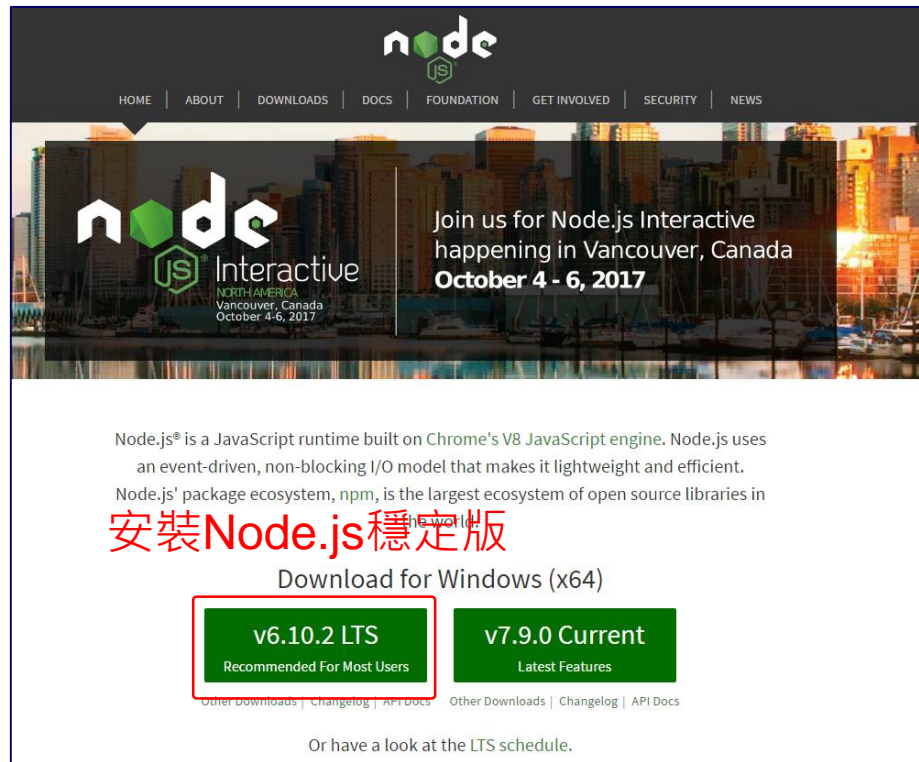 node
JS
HOME | ABOUT | DOWNLOADS | DOCS | FOUNDATION | GET INVOLVED | SECURITY | NEWS
node
JS Interactive
NORTH AMERICA
Vancouver, Canada
October 4-6, 2017
Join us for Node.js Interactive
happening in Vancouver, Canada
October 4 - 6, 2017
Node.js® is a JavaScript runtime built on Chrome's V8 JavaScript engine. Node.js uses
an event-driven, non-blocking I/O model that makes it lightweight and efficient.
Node.js' package ecosystem, npm, is the largest ecosystem of open source libraries in
the world.
安裝Node.js穩定版
Download for Windows (x64)
v6.10.2 LTS
Recommended For Most Users
v7.9.0 Current
Latest Features
Other Downloads | Changelog | API Docs
Other Downloads | Changelog | API Docs
Or have a look at the LTS schedule.